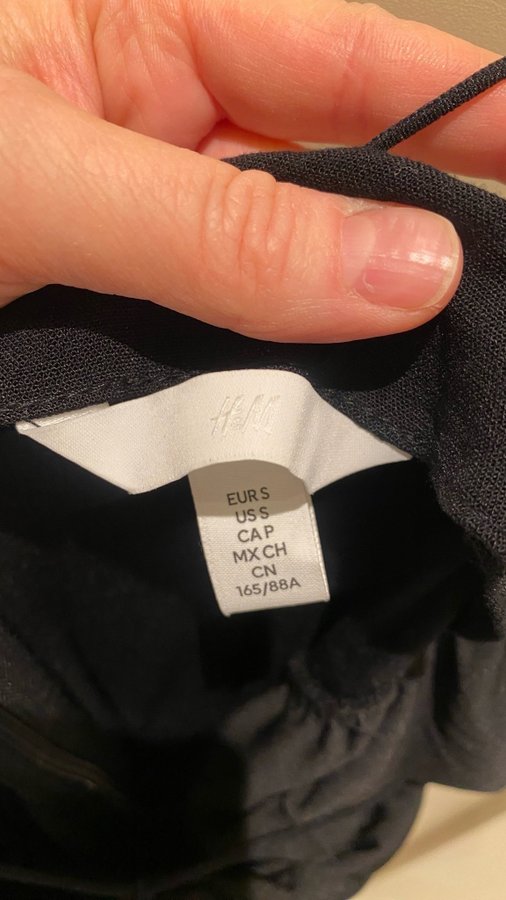 H&M
EUR S
US S
CA P
MX CH
CN
165/88A